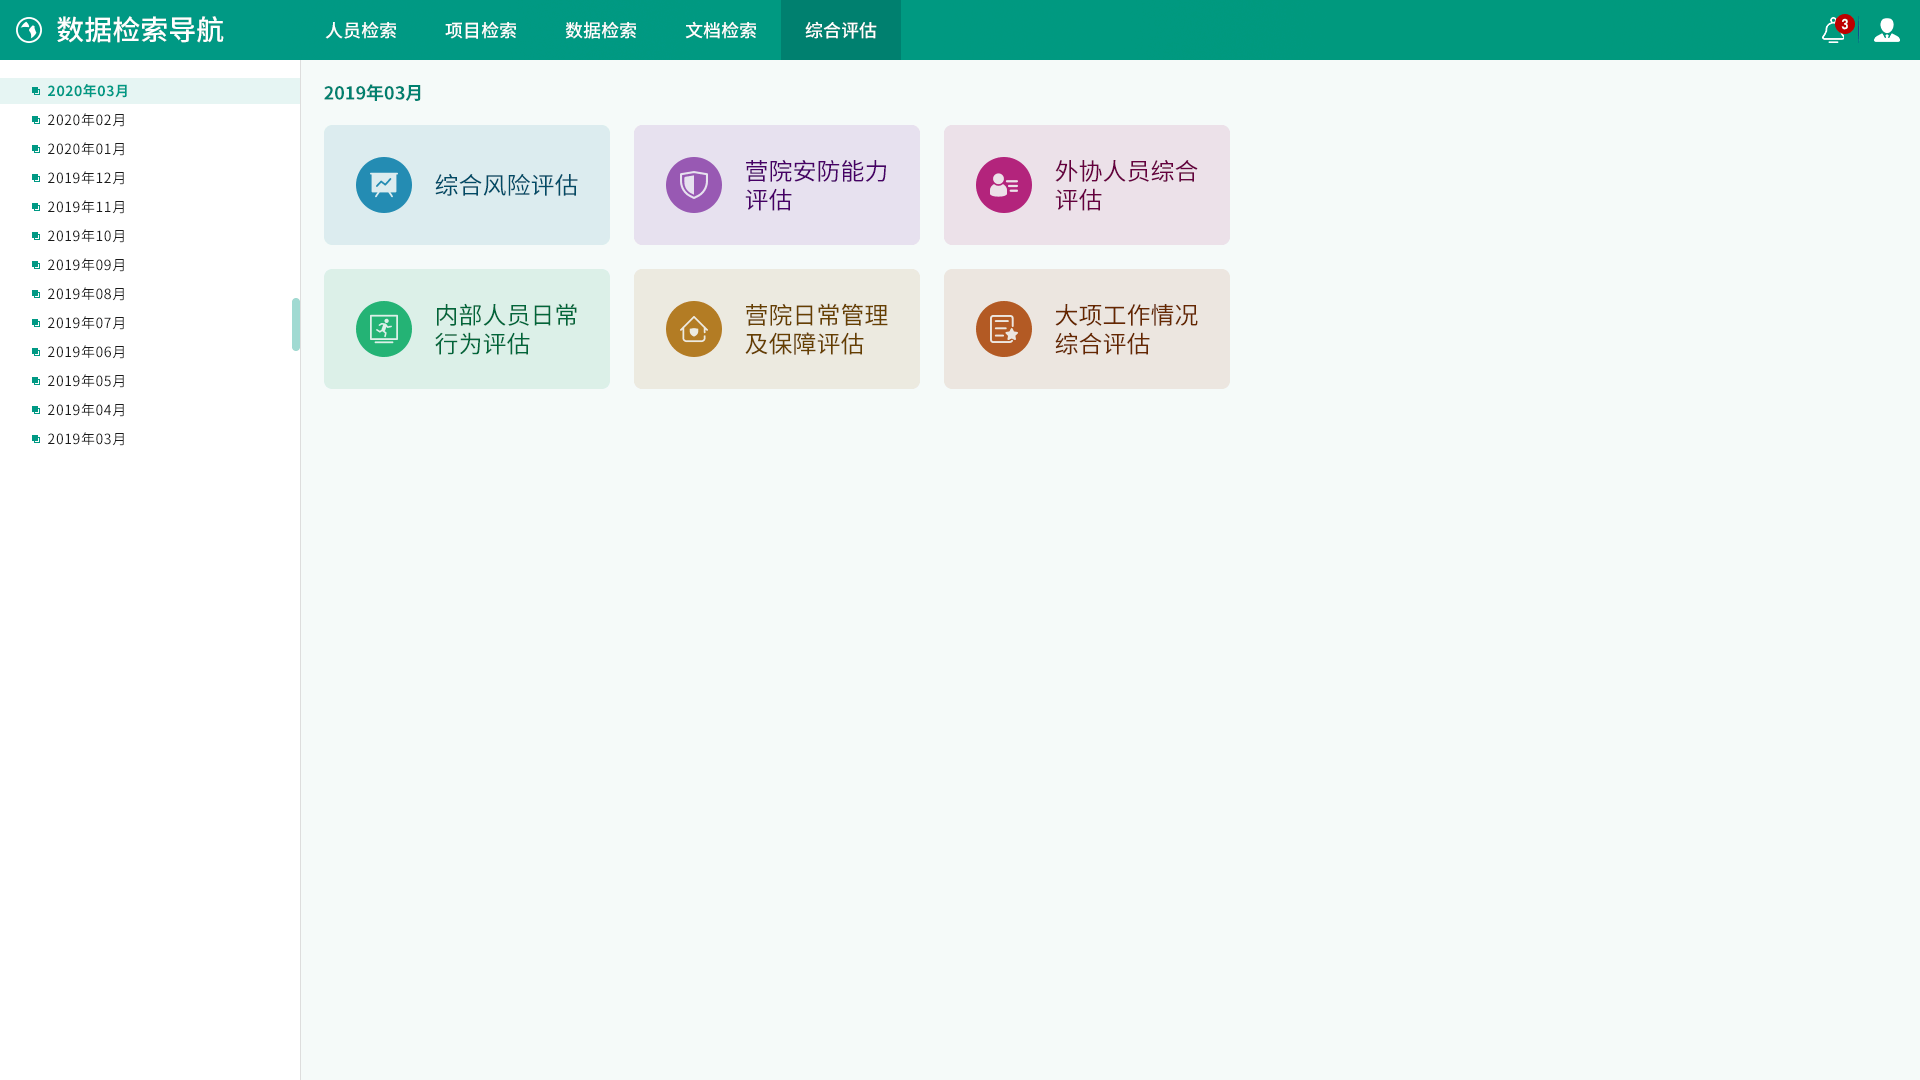 数据检索导航
人员检索
项目检索
数据检索
文档检索
综合评估
3
2020年03月
2020年02月
2020年01月
2019年12月
2019年11月
2019年10月
2019年09月
2019年08月
2019年07月
2019年06月
2019年05月
2019年04月
2019年03月
2019年03月
综合风险评估
营院安防能力
评估
外协人员综合
评估
内部人员日常
行为评估
营院日常管理
及保障评估
大项工作情况
综合评估